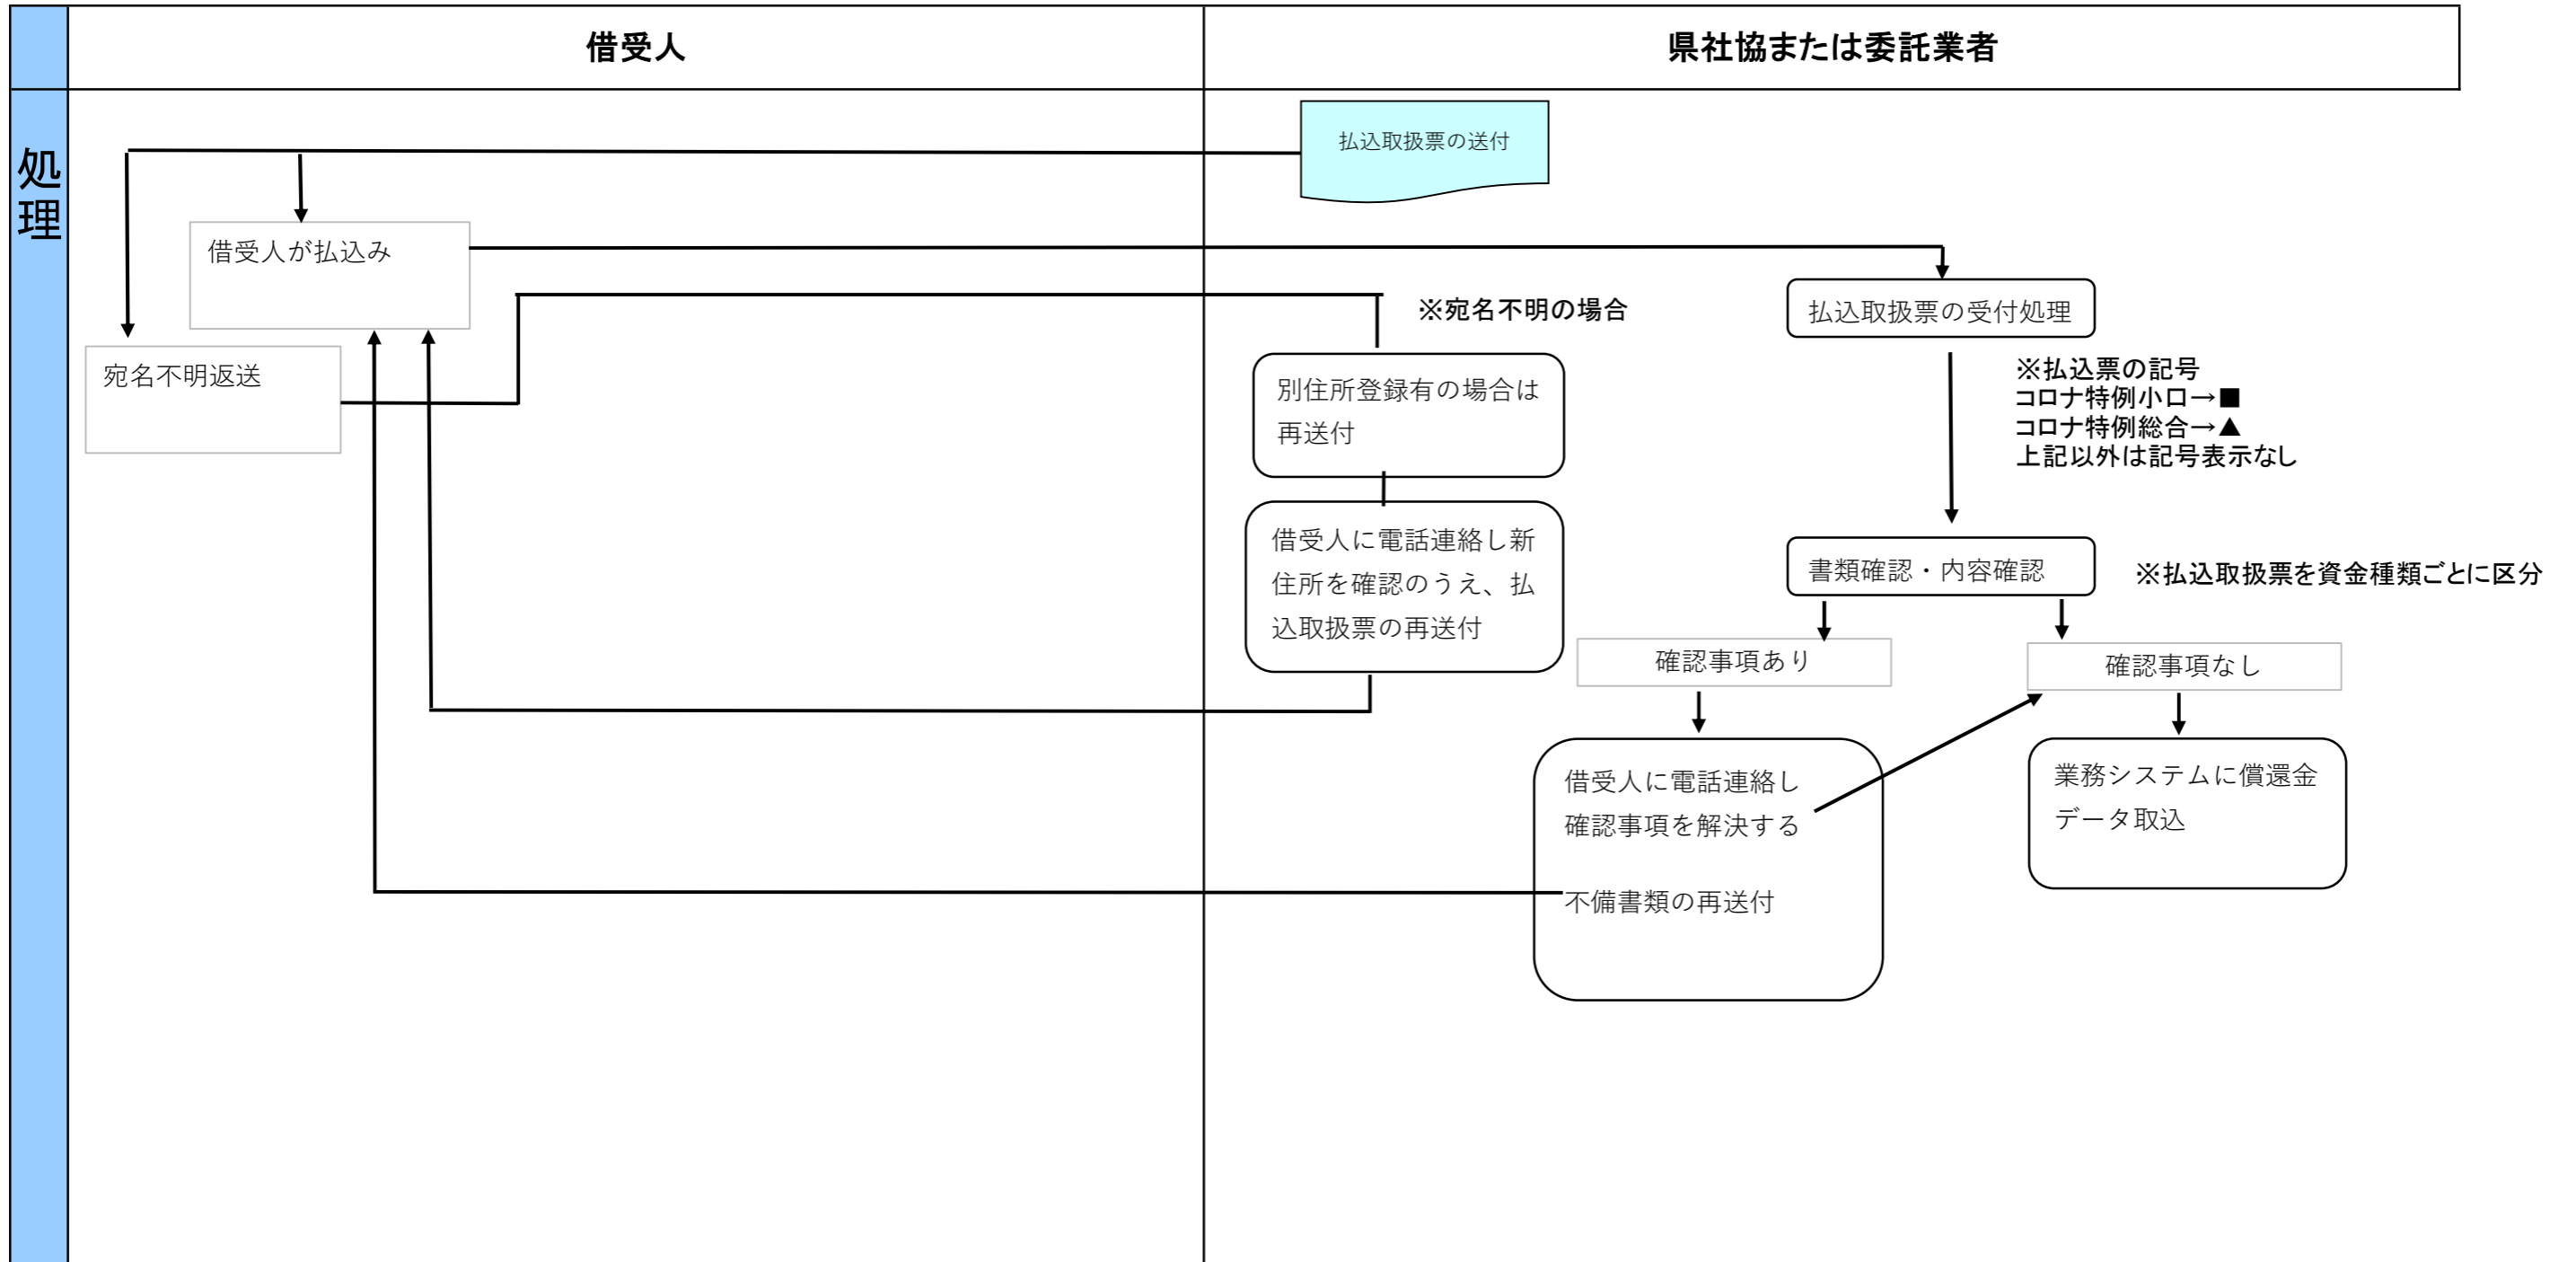 借受人
県社協または委託業者
処理
払込取扱票の送付
借受人が払込み
宛名不明返送
※宛名不明の場合
別住所登録有の場合は
再送付
借受人に電話連絡し新
住所を確認のうえ、払
込取扱票の再送付
払込取扱票の受付処理
※払込票の記号
コロナ特例小口→■
コロナ特例総合→▲
上記以外は記号表示なし
書類確認・内容確認
※払込取扱票を資金種類ごとに区分
確認事項あり
確認事項なし
借受人に電話連絡し
確認事項を解決する
不備書類の再送付
業務システムに償還金
データ取込